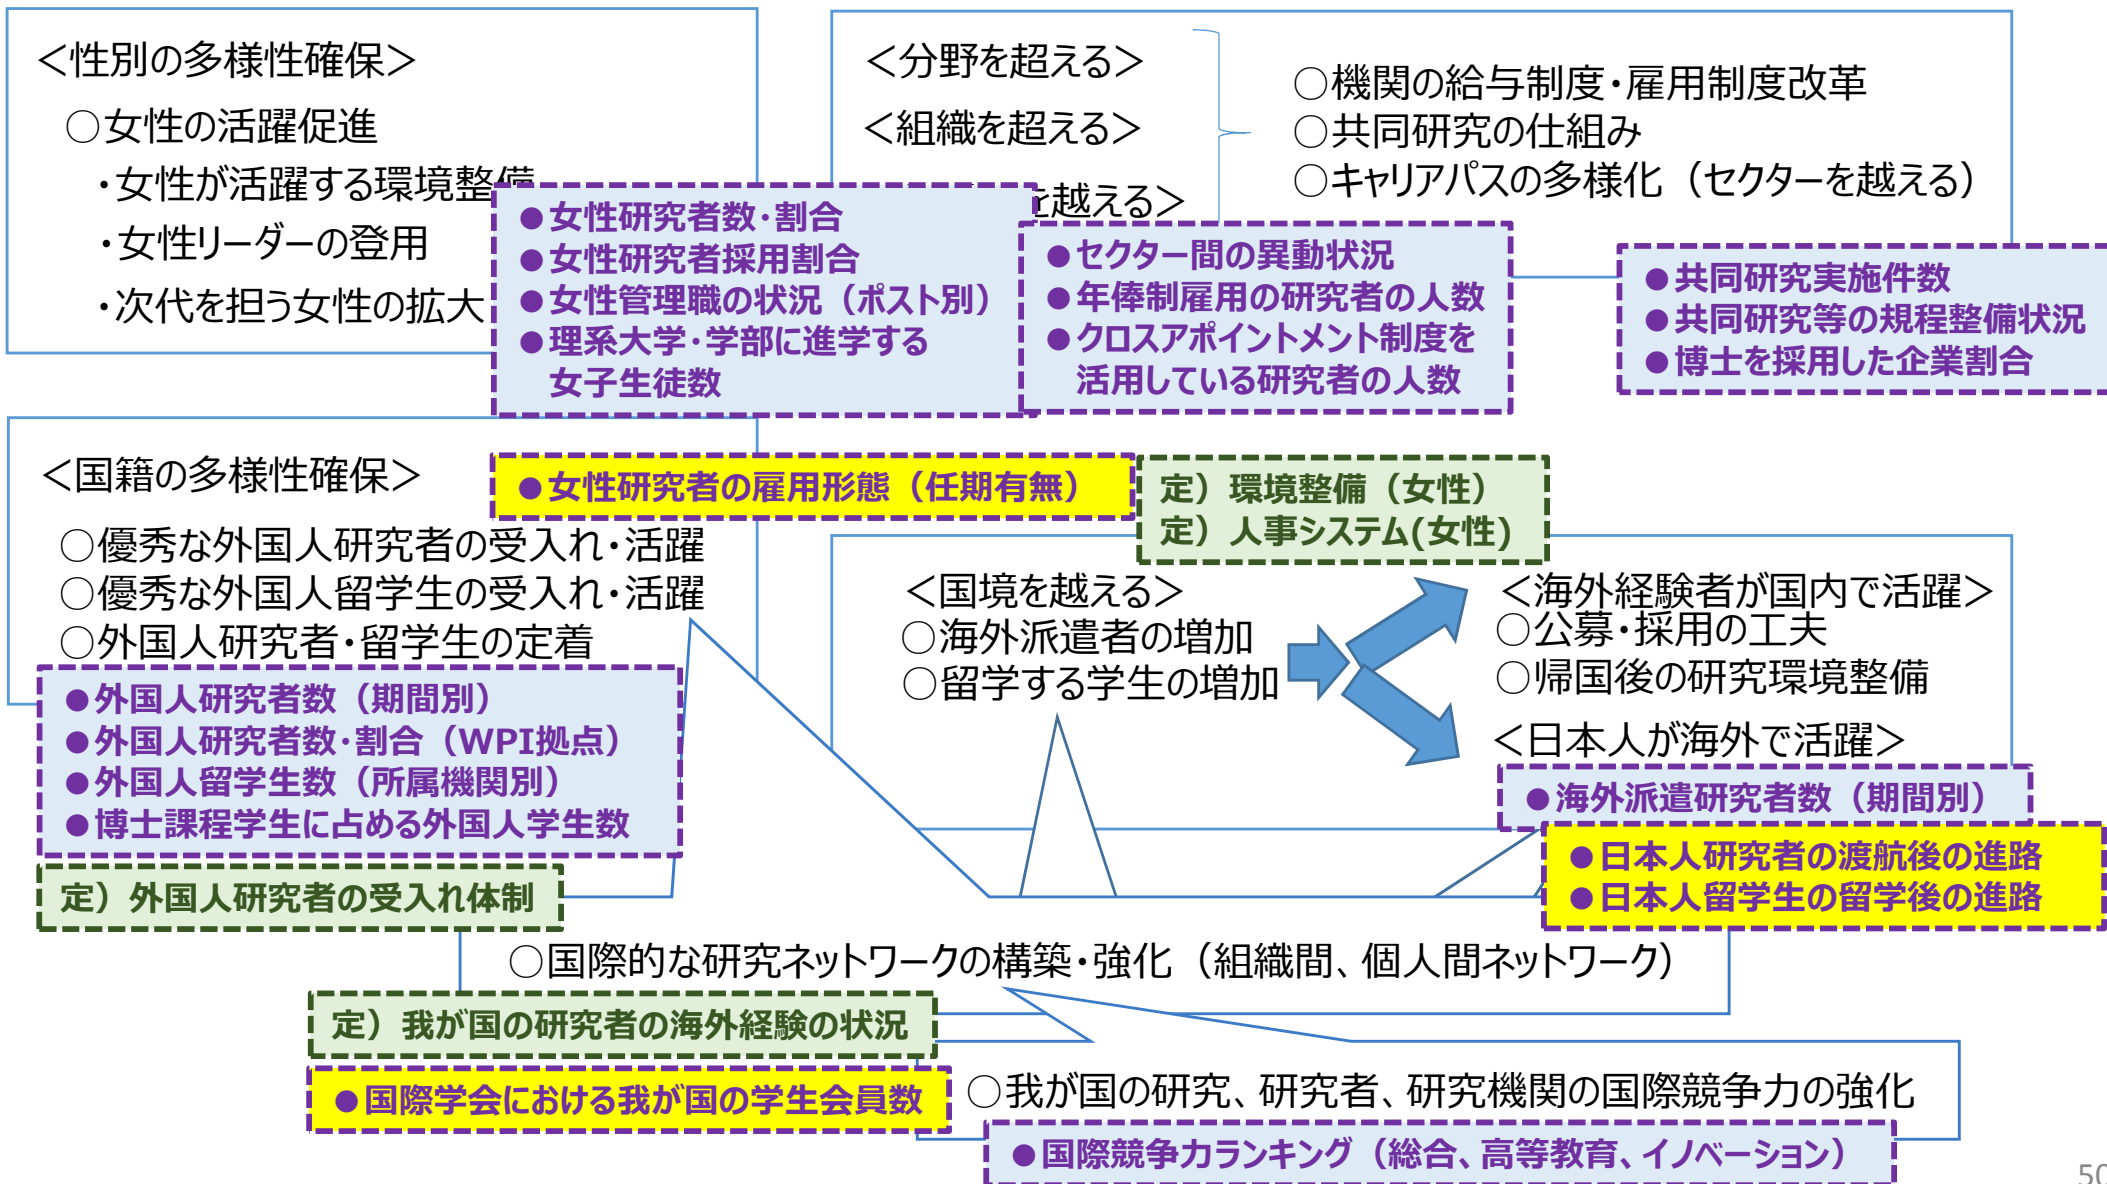 ＜性別の多様性確保＞
○女性の活躍促進
・女性が活躍する環境整備
・女性リーダーの登用
・次代を担う女性の拡大
＜分野を超える＞
＜組織を超える＞
を越える＞
○機関の給与制度・雇用制度改革
○共同研究の仕組み
○キャリアパスの多様化（セクターを越える）
●女性研究者数・割合
●女性研究者採用割合
●女性管理職の状況（ポスト別）
●理系大学・学部に進学する
女子生徒数
●セクター間の異動状況
●年俸制雇用の研究者の人数
●クロスアポイントメント制度を
活用している研究者の人数
●共同研究実施件数
●共同研究等の規程整備状況
●博士を採用した企業割合
＜国籍の多様性確保＞
○優秀な外国人研究者の受入れ・活躍
○優秀な外国人留学生の受入れ・活躍
○外国人研究者・留学生の定着
●女性研究者の雇用形態（任期有無）
定）環境整備（女性）
定）人事システム(女性)
●外国人研究者数（期間別）
●外国人研究者数・割合（WPI拠点）
●外国人留学生数（所属機関別）
●博士課程学生に占める外国人学生数
定）外国人研究者の受入れ体制
＜国境を越える＞
○海外派遣者の増加
○留学する学生の増加
＜海外経験者が国内で活躍＞
○公募・採用の工夫
○帰国後の研究環境整備
＜日本人が海外で活躍＞
●海外派遣研究者数（期間別）
●日本人研究者の渡航後の進路
●日本人留学生の留学後の進路
○国際的な研究ネットワークの構築・強化（組織間、個人間ネットワーク）
定）我が国の研究者の海外経験の状況
●国際学会における我が国の学生会員数
○我が国の研究、研究者、研究機関の国際競争力の強化
●国際競争力ランキング（総合、高等教育、イノベーション）
50